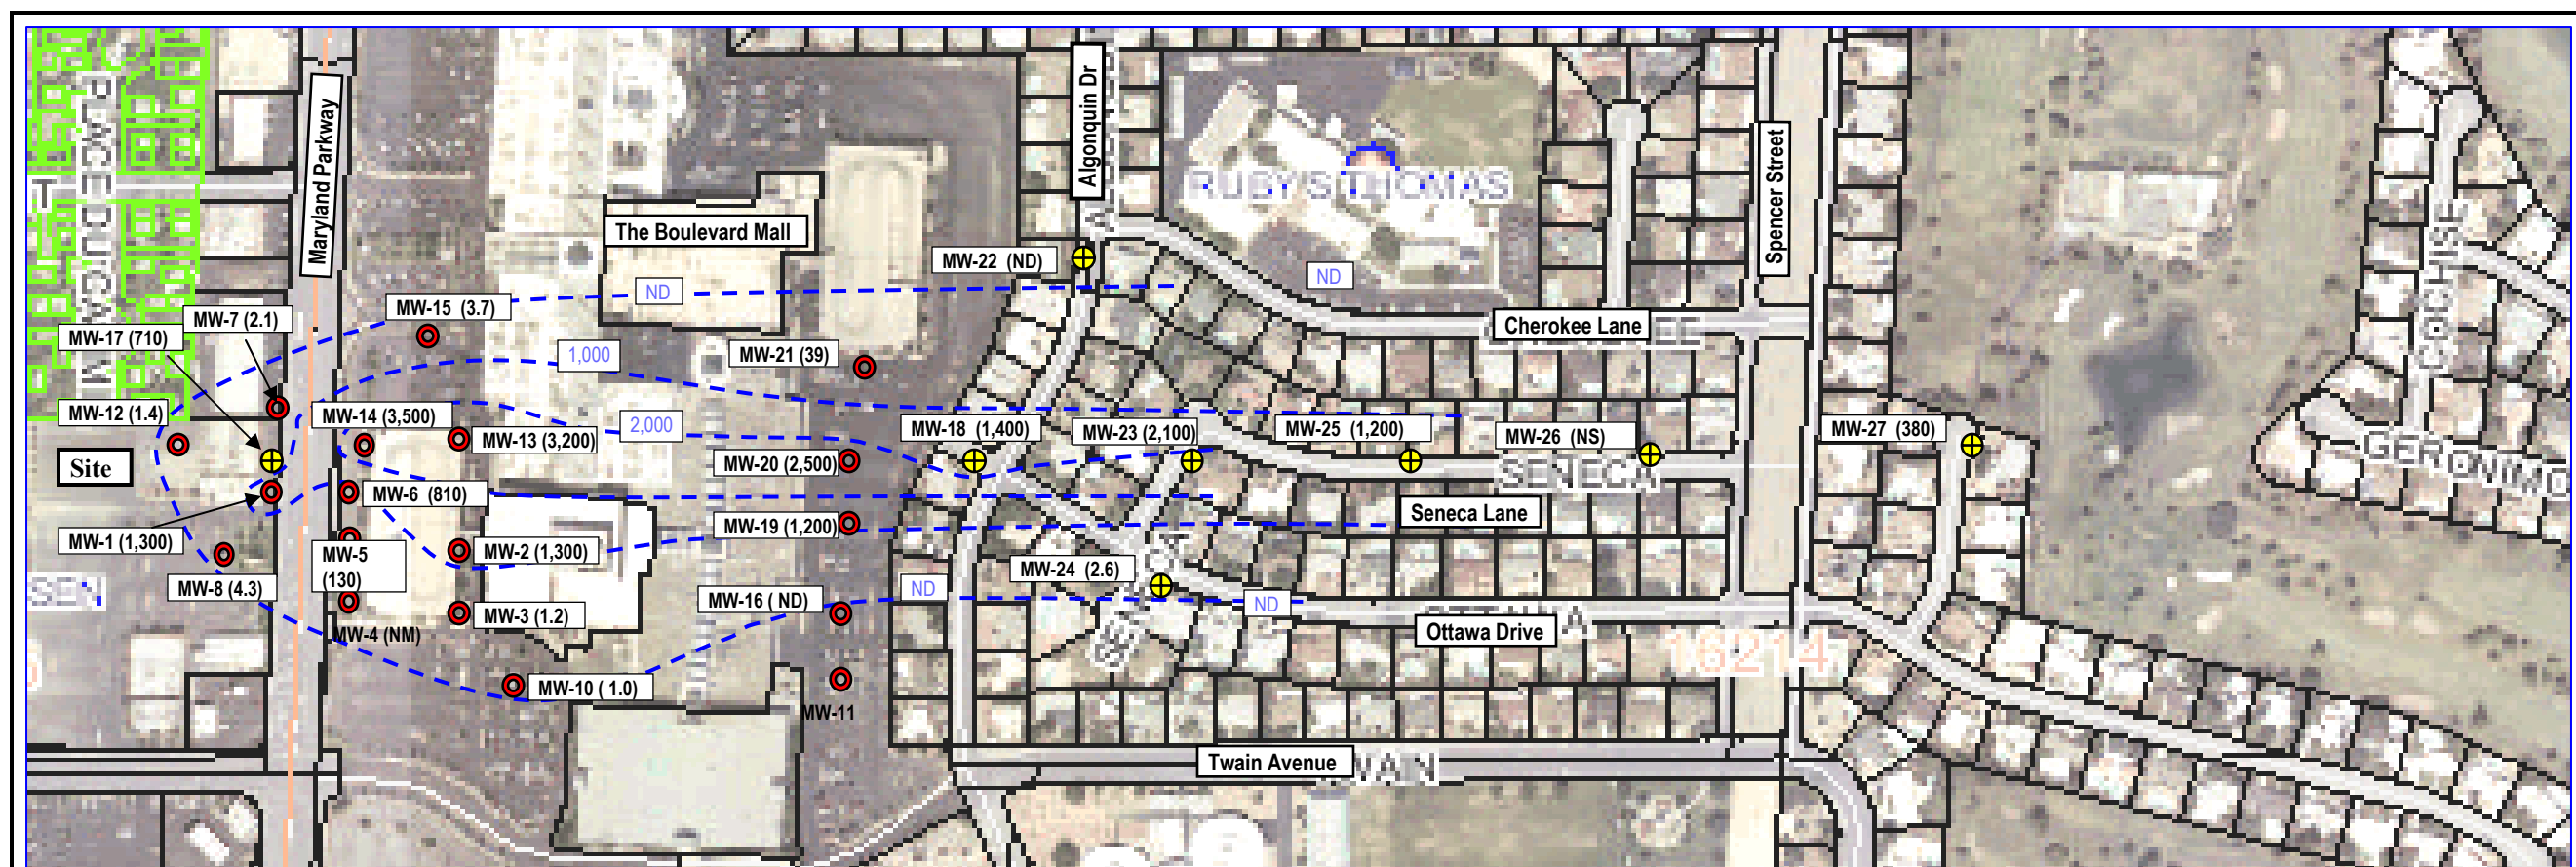 Maryland Parkway
Algonquin Dr
Spencer Street
RUBY S THOMAS
The Boulevard Mall
MW-22 (ND)
ND
ND
MW-15 (3.7)
MW-7 (2.1)
MW-17 (710)
Cherokee Lane
1,000
MW-21 (39)
COCHISE
MW-12 (1.4)
MW-14 (3,500)
2,000
MW-13 (3,200)
MW-18 (1,400)
MW-23 (2,100)
MW-25 (1,200)
MW-26 (NS)
MW-27 (380)
Site
MW-20 (2,500)
SENECA
GERONIMO
MW-6 (810)
MW-19 (1,200)
Seneca Lane
MW-1 (1,300)
MW-5
(130)
MW-2 (1,300)
MW-24 (2.6)
MW-8 (4.3)
SEN
ND
ND
MW-16 ( ND)
MW-3 (1.2)
MW-4 (NM)
Ottawa Drive
16214
MW-10 ( 1.0)
MW-11
Twain Avenue